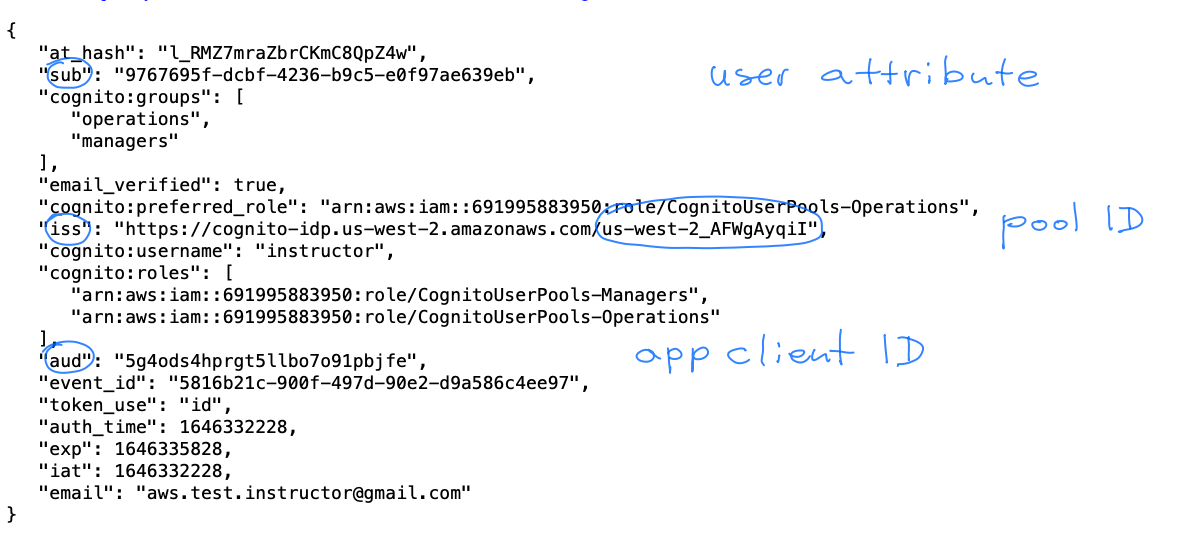 {
"at_hash": "l_RMZ7mraZbrCKmC8QpZ4w",
"sub": "9767695f-dcbf-4236-b9c5-e0f97ae639eb", user attribute
"cognito:groups": [
"operations",
"managers"
],
"email_verified": true,
"cognito:preferred_role": "arn:aws:iam::691995883950:role/CognitoUserPools-Operations",
"iss": "https://cognito-idp.us-west-2.amazonaws.com/us-west-2_AFWgAyqiI", pool ID
"cognito:username": "instructor",
"cognito:roles": [
"arn:aws:iam::691995883950:role/CognitoUserPools-Managers",
"arn:aws:iam::691995883950:role/CognitoUserPools-Operations"
],
"aud": "5g4ods4hprgt5llbo7o91pbjfe", app client ID
"event_id": "5816b21c-900f-497d-90e2-d9a586c4ee97",
"token_use": "id",
"auth_time": 1646332228,
"exp": 1646335828,
"iat": 1646332228,
"email": "aws.test.instructor@gmail.com"
}